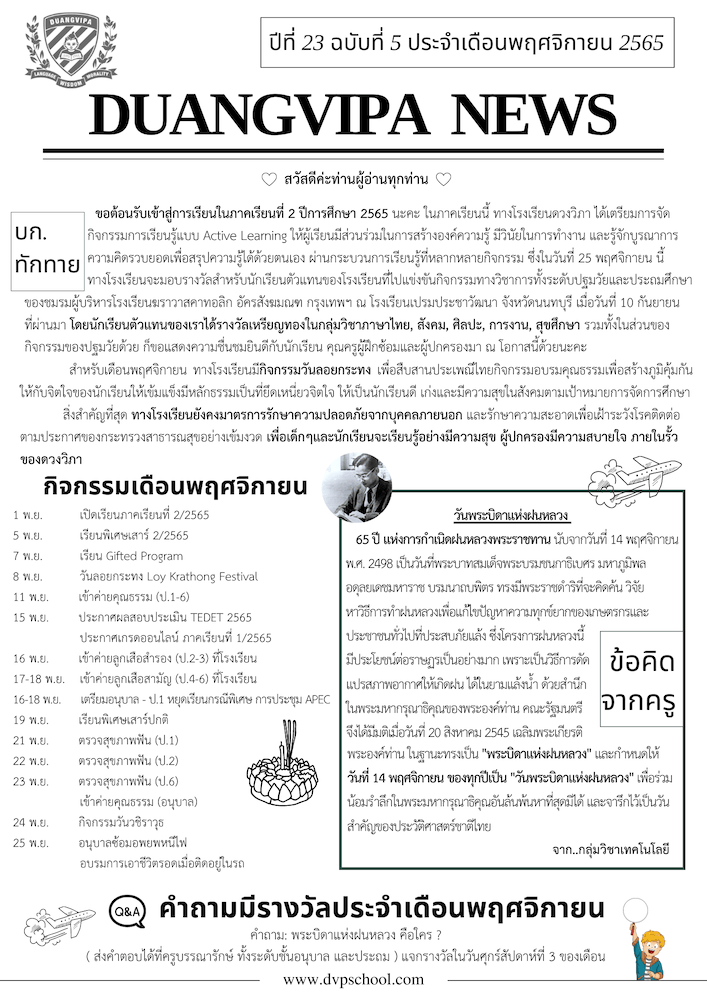 DUANGVIPA
LANGUAGE WISDOM MORALITY
ปีที่ 23 ฉบับที่ 5 ประจำเดือนพฤศจิกายน 2565
DUANGVIPA NEWS
สวัสดีค่ะท่านผู้อ่านทุกท่าน
บก.
ทักทาย
ขอต้อนรับเข้าสู่การเรียนในภาคเรียนที่ 2 ปีการศึกษา 2565 นะคะ ในภาคเรียนนี้ ทางโรงเรียนดวงวิภา ได้เตรียมการจัด
กิจกรรมการเรียนรู้แบบ Active Learning ให้ผู้เรียนมีส่วนร่วมในการสร้างองค์ความรู้ มีวินัยในการทำงาน และรู้จักบูรณาการ
ความคิดรวบยอดเพื่อสรุปความรู้ได้ด้วยตนเอง ผ่านกระบวนการเรียนรู้ที่หลากหลายกิจกรรม ซึ่งในวันที่ 25 พฤศจิกายน นี้
ทางโรงเรียนจะมอบรางวัลสำหรับนักเรียนตัวแทนของโรงเรียนที่ไปแข่งขันกิจกรรมทางวิชาการทั้งระดับปฐมวัยและประถมศึกษา
ของชมรมผู้บริหารโรงเรียนฆราวาสคาทอลิก อัครสังฆมณฑ กรุงเทพฯ ณ โรงเรียนเปรมประชาวัฒนา จังหวัดนนทบุรี เมื่อวันที่ 10 กันยายน
ที่ผ่านมา โดยนักเรียนตัวแทนของเราได้รางวัลเหรียญทองในกลุ่มวิชาภาษาไทย, สังคม, ศิลปะ, การงาน, สุขศึกษา รวมทั้งในส่วนของ
กิจกรรมของปฐมวัยด้วย ก็ขอแสดงความชื่นชมยินดีกับนักเรียน คุณครูผู้ฝึกซ้อมและผู้ปกครองมา ณ โอกาสนี้ด้วยนะคะ
สำหรับเดือนพฤศจิกายน ทางโรงเรียนมีกิจกรรมวันลอยกระทง เพื่อสืบสานประเพณีไทยกิจกรรมอบรมคุณธรรมเพื่อสร้างภูมิคุ้มกัน
ให้กับจิตใจของนักเรียนให้เข้มแข็งมีหลักธรรมเป็นที่ยึดเหนี่ยวจิตใจ ให้เป็นนักเรียนดี เก่งและมีความสุขในสังคมตามเป้าหมายการจัดการศึกษา
สิ่งสำคัญที่สุด ทางโรงเรียนยังคงมาตรการรักษาความปลอดภัยจากบุคคลภายนอก และรักษาความสะอาดเพื่อเฝ้าระวังโรคติดต่อ
ตามประกาศของกระทรวงสาธารณสุขอย่างเข้มงวด เพื่อเด็กๆและนักเรียนจะเรียนรู้อย่างมีความสุข ผู้ปกครองมีความสบายใจ ภายในรั้ว
ของดวงวิภา
กิจกรรมเดือนพฤศจิกายน
1 พ.ย. เปิดเรียนภาคเรียนที่ 2/2565
5 พ.ย. เรียนพิเศษเสาร์ 2/2565
7 พ.ย. เรียน Gifted Program
8 พ.ย. วันลอยกระทง Loy Krathong Festival
11 พ.ย. เข้าค่ายคุณธรรม (ป.1-6)
15 พ.ย. ประกาศผลสอบประเมิน TEDET 2565
ประกาศเกรดออนไลน์ ภาคเรียนที่ 1/2565
16 พ.ย. เข้าค่ายลูกเสือสำรอง (ป.2-3) ที่โรงเรียน
17-18 พ.ย. เข้าค่ายลูกเสือสามัญ (ป.4-6) ที่โรงเรียน
16-18 พ.ย. เตรียมอนุบาล - ป.1 หยุดเรียนกรณีพิเศษ การประชุม APEC
19 พ.ย. เรียนพิเศษเสาร์ปกติ
21 พ.ย. ตรวจสุขภาพฟัน (ป.1)
22 พ.ย. ตรวจสุขภาพฟัน (ป.2)
23 พ.ย. ตรวจสุขภาพฟัน (ป.6)
เข้าค่ายคุณธรรม (อนุบาล)
24 พ.ย. กิจกรรมวันวชิราวุธ
25 พ.ย. อนุบาลซ้อมอพยพหนีไฟ
อบรมการเอาชีวิตรอดเมื่อติดอยู่ในรถ
วันพระบิดาแห่งฝนหลวง
65 ปี แห่งการกำเนิดฝนหลวงพระราชทาน นับจากวันที่ 14 พฤศจิกายน
พ.ศ. 2498 เป็นวันที่พระบาทสมเด็จพระบรมชนกาธิเบศร มหาภูมิพล
อดุลยเดชมหาราช บรมนาถบพิตร ทรงมีพระราชดำริที่จะคิดค้น วิจัย
หาวิธีการทำฝนหลวงเพื่อแก้ไขปัญหาความทุกข์ยากของเกษตรกรและ
ประชาชนทั่วไปที่ประสบภัยแล้ง ซึ่งโครงการฝนหลวงนี้
มีประโยชน์ต่อราษฎรเป็นอย่างมาก เพราะเป็นวิธีการดัด
แปรสภาพอากาศให้เกิดฝน ได้ในยามแล้งน้ำ ด้วยสำนึก
ในพระมหากรุณาธิคุณของพระองค์ท่าน คณะรัฐมนตรี
จึงได้มีมติเมื่อวันที่ 20 สิงหาคม 2545 เฉลิมพระเกียรติ
พระองค์ท่าน ในฐานะทรงเป็น "พระบิดาแห่งฝนหลวง" และกำหนดให้
วันที่ 14 พฤศจิกายน ของทุกปีเป็น "วันพระบิดาแห่งฝนหลวง" เพื่อร่วม
น้อมรำลึกในพระมหากรุณาธิคุณอันล้นพ้นหาที่สุดมิได้ และจารึกไว้เป็นวัน
สำคัญของประวัติศาสตร์ชาติไทย
จาก..กลุ่มวิชาเทคโนโลยี
ข้อคิด
จากครู
Q&A
คำถามมีรางวัลประจำเดือนพฤศจิกายน
คำถาม: พระบิดาแห่งฝนหลวง คือใคร ?
( ส่งคำตอบได้ที่ครูบรรณารักษ์ ทั้งระดับชั้นอนุบาล และประถม ) แจกรางวัลในวันศุกร์สัปดาห์ที่ 3 ของเดือน
www.dvpschool.com